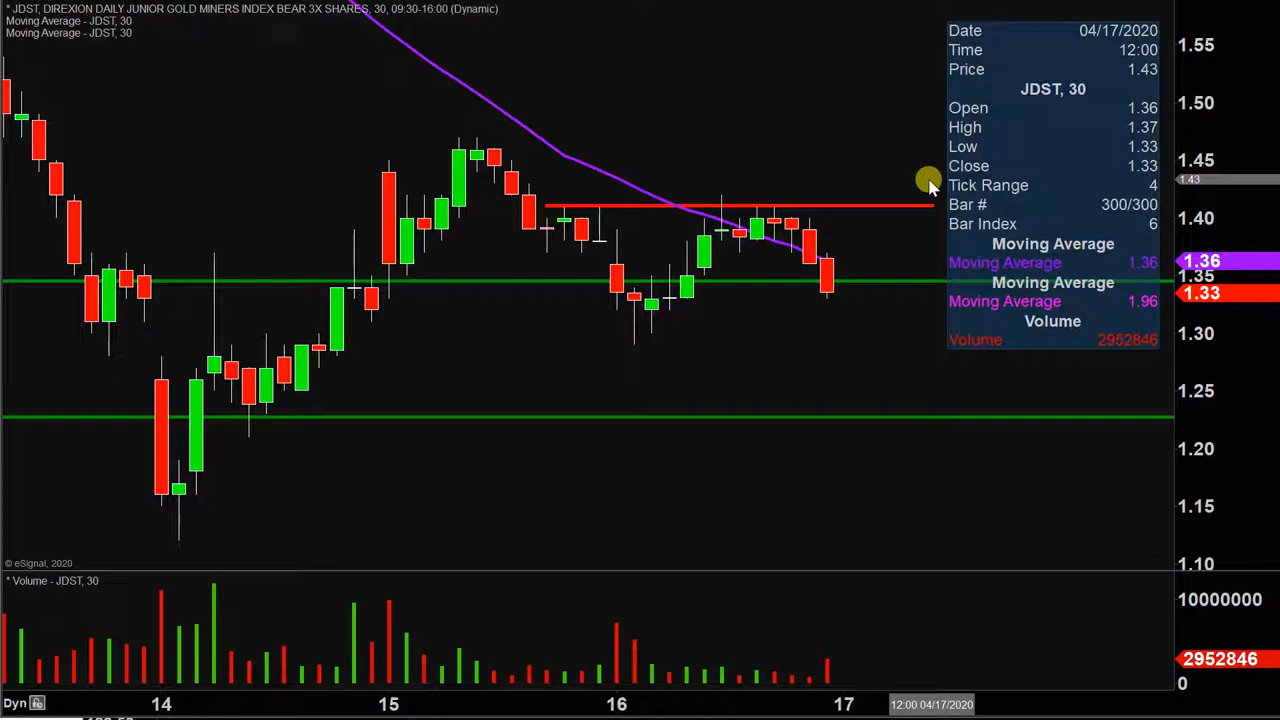 * JDST, DIREXION DAILY JUNIOR GOLD MINERS INDEX BEAR 3X SHARES, 30, 09:30-16:00 (Dynamic)
Moving Average - JDST, 30
Moving Average - JDST, 30
Date 04/17/2020
Time 12:00
Price 1.43
JDST, 30
Open 1.36
High 1.37
Low 1.33
Close 1.33
Tick Range 4
Bar # 300/300
Bar Index 6
Moving Average
Moving Average 1.36
Moving Average
Moving Average 1.96
Volume
Volume 2952846
1.55
1.50
1.45
1.43
1.40
1.36
1.35
1.33
1.30
1.25
1.20
1.15
1.10
© eSignal, 2020
* Volume - JDST, 30
10000000
2952846
0
Dyn 14 15 16 17 12:00 04/17/2020